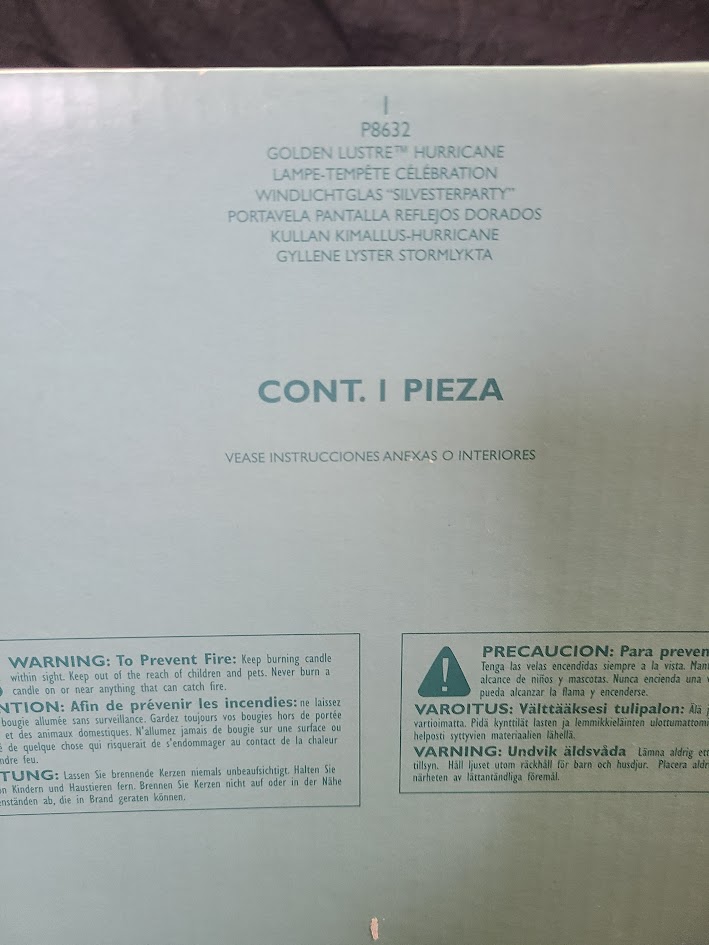 1
P8632
GOLDEN LUSTRE™ HURRICANE
LAMPE-TEMPÊTE CÉLÉBRATION
WINDLICHTGLAS "SILVESTERPARTY"
PORTAVELA PANTALLA REFLEJOS DORADOS
KULLAN KIMALLUS-HURRICANE
GYLLENE LYSTER STORMLYKTA
CONT. 1 PIEZA
VEASE INSTRUCCIONES ANEXAS O INTERIORES
WARNING: To Prevent Fire: Keep burning candle
within sight. Keep out of the reach of children and pets. Never burn a
candle on or near anything that can catch fire.
NTION: Afin de prévenir les incendies: ne laissez
bougie allumée sans surveillance. Gardez toujours vos bougies hors de portée
et des animaux domestiques. N'allumez jamais de bougie sur une surface ou
de quelque chose qui risquerait de s'endommager au contact de la chaleur
ndre feu.
TUNG: Lassen Sie brennende Kerzen niemals unbeaufsichtigt. Halten Sie
n Kindern und Haustieren fern. Brennen Sie Kerzen nicht auf oder in der Nähe
enständen ab, die in Brand geraten können.
PRECAUCION: Para preven
Tenga las velas encendidas siempre a la vista. Man
alcance de niños y mascotas. Nunca encienda una v
pueda alcanzar la flama y encenderse.
VAROITUS: Välttääksesi tulipalon: Älä j
vartioimatta. Pidä kynttilät lasten ja lemmikkieläinten ulottumattomi
helposti syttyvien materiaalien lähellä.
VARNING: Undvik äldsvåda Lämna aldrig ett
tillsyn. Håll ljuset utom räckhåll för barn och husdjur. Placera aldr
närheten av lättantändliga föremål.